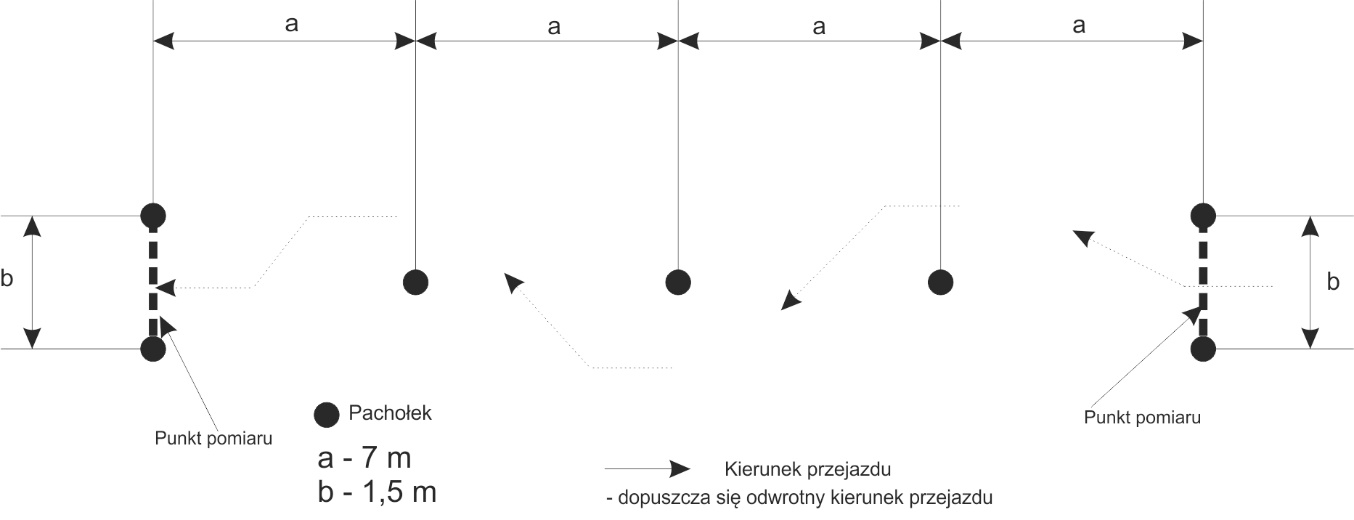 a a a a
b b
Punkt pomiaru
Punkt pomiaru
Pachołek
a - 7 m
b - 1,5 m
Kierunek przejazdu
- dopuszcza się odwrotny kierunek przejazdu